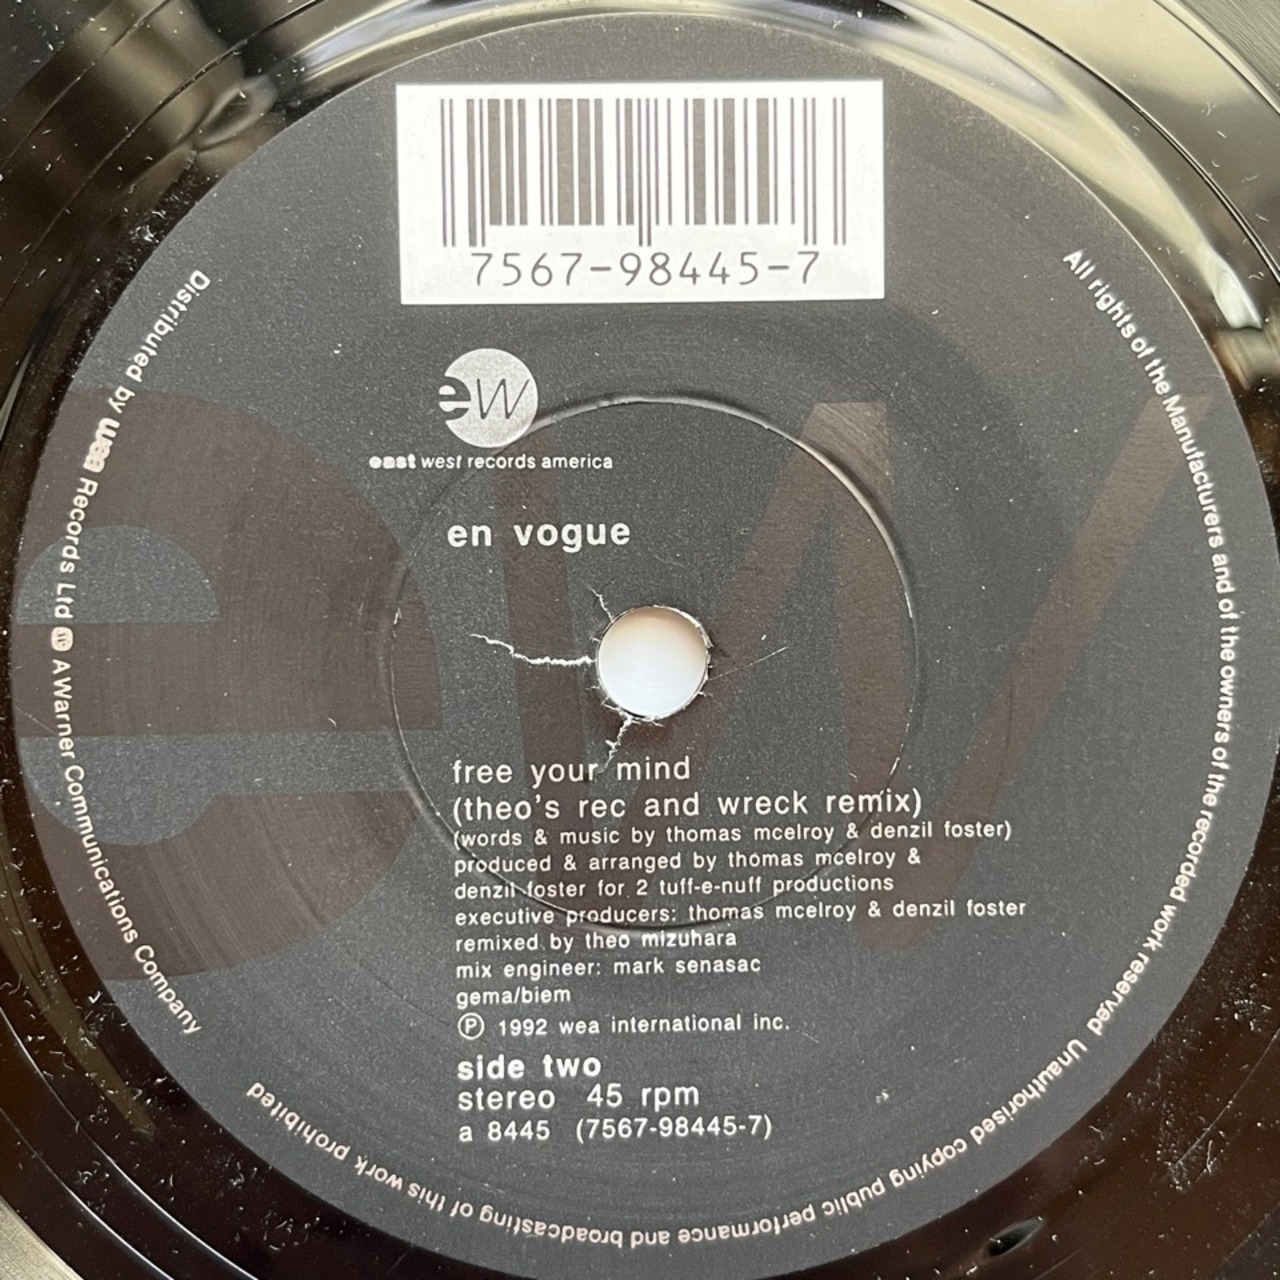 7567-98445-7
ew
east west records america
en vogue
free your mind
(theo's rec and wreck remix)
(words & music by thomas mcelroy & denzil foster)
produced & arranged by thomas mcelroy &
denzil foster for 2 tuff-e-nuff productions
executive producers: thomas mcelroy & denzil foster
remixed by theo mizuhara
mix engineer: mark senasac
gema/biem
Ⓟ 1992 wea international inc.
side two
stereo 45 rpm
a 8445 (7567-98445-7)
Distributed by wea Records Ltd A Warner Communications Company
All rights of the Manufacturers and of the owners of the recorded work reserved Unauthorised copying public performance and broadcasting of this work prohibited
ew